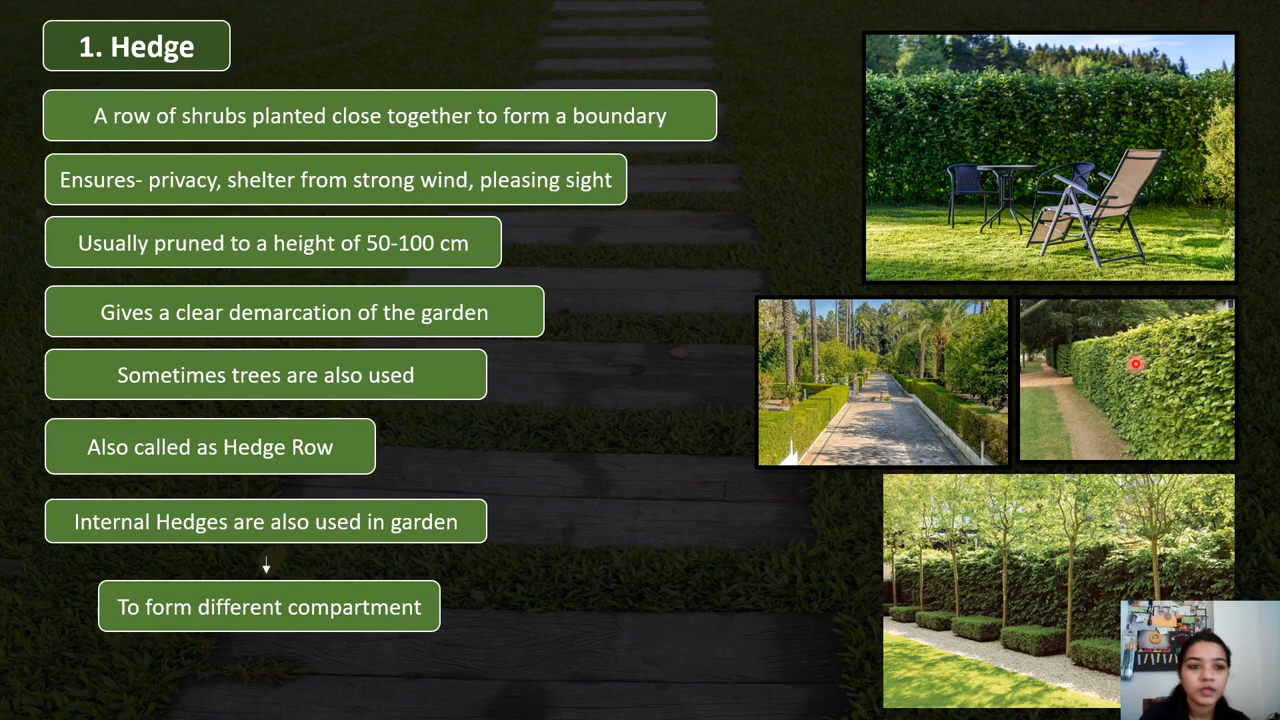 1. Hedge
A row of shrubs planted close together to form a boundary
Ensures- privacy, shelter from strong wind, pleasing sight
Usually pruned to a height of 50-100 cm
Gives a clear demarcation of the garden
Sometimes trees are also used
Also called as Hedge Row
Internal Hedges are also used in garden
To form different compartment